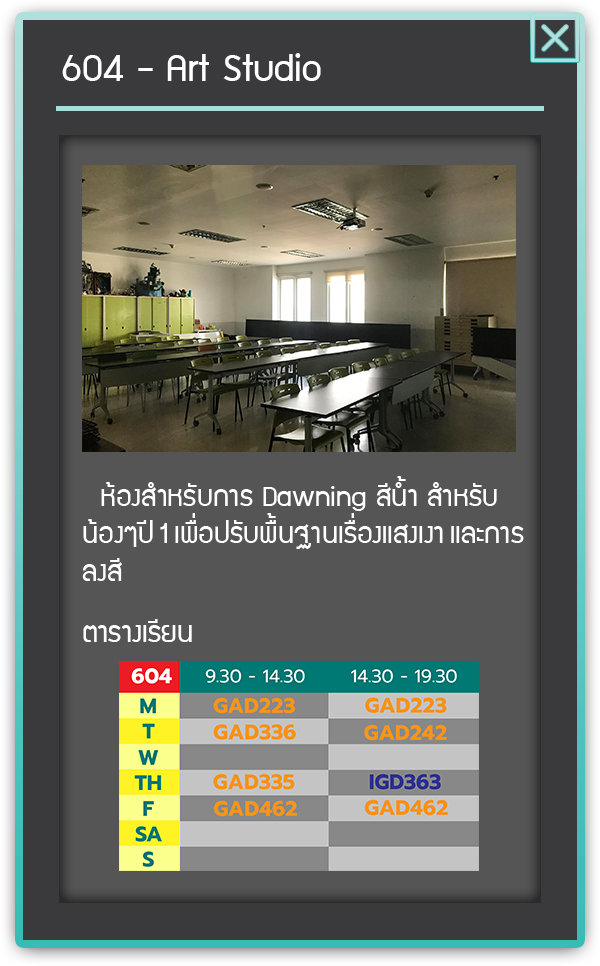 604 - Art Studio
ห้องสำหรับการ Dawning สีน้ำ สำหรับ
น้องๆปี 1 เพื่อปรับพื้นฐานเรื่องแสงเงา และการ
ลงสี
ตารางเรียน
604 9.30 - 14.30 14.30 - 19.30
M GAD223 GAD223
T GAD336 GAD242
W
TH GAD335 IGD363
F GAD462 GAD462
SA
S